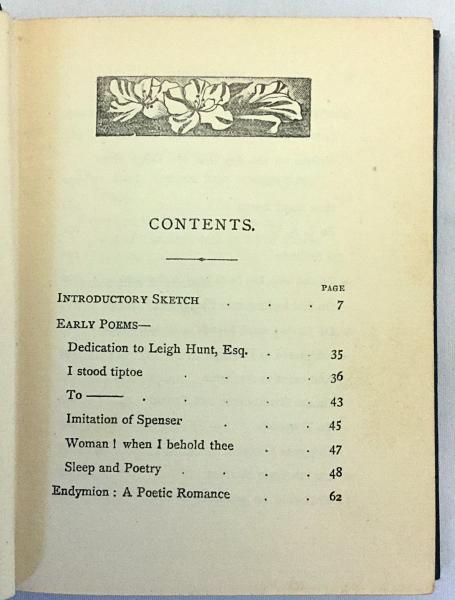 CONTENTS.
PAGE
INTRODUCTORY SKETCH . . . 7
EARLY POEMS—
Dedication to Leigh Hunt, Esq. . . 35
I stood tiptoe . . . . 36
To —— . . . . . 43
Imitation of Spenser . . . 45
Woman ! when I behold thee . . 47
Sleep and Poetry . . . . 48
Endymion : A Poetic Romance . . 62